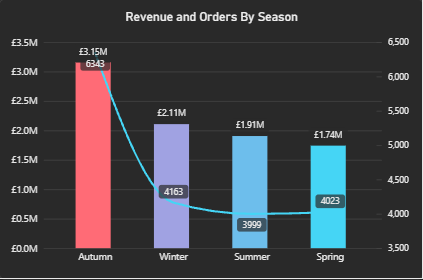 Revenue and Orders By Season
£3.5M
£3.0M
£2.5M
£2.0M
£1.5M
£1.0M
£0.5M
£0.0M
£3.15M
6343
£2.11M
4163
£1.91M
3999
£1.74M
4023
6,500
6,000
5,500
5,000
4,500
4,000
3,500
Autumn Winter Summer Spring